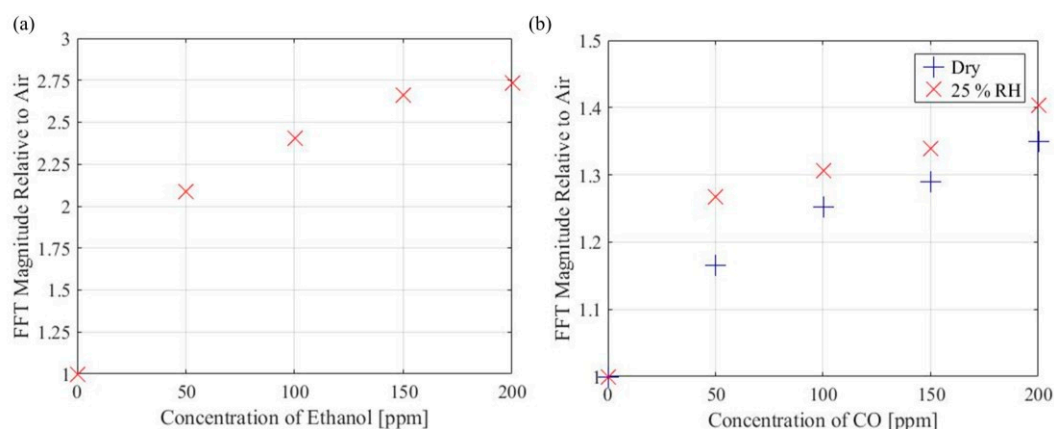 (a)
FFT Magnitude Relative to Air
3
2.75
2.5
2.25
2
1.75
1.5
1.25
1
0 50 100 150 200
Concentration of Ethanol [ppm]
(b)
FFT Magnitude Relative to Air
1.5
1.4
1.3
1.2
1.1
1
0 50 100 150 200
Concentration of CO [ppm]
Dry
25 % RH